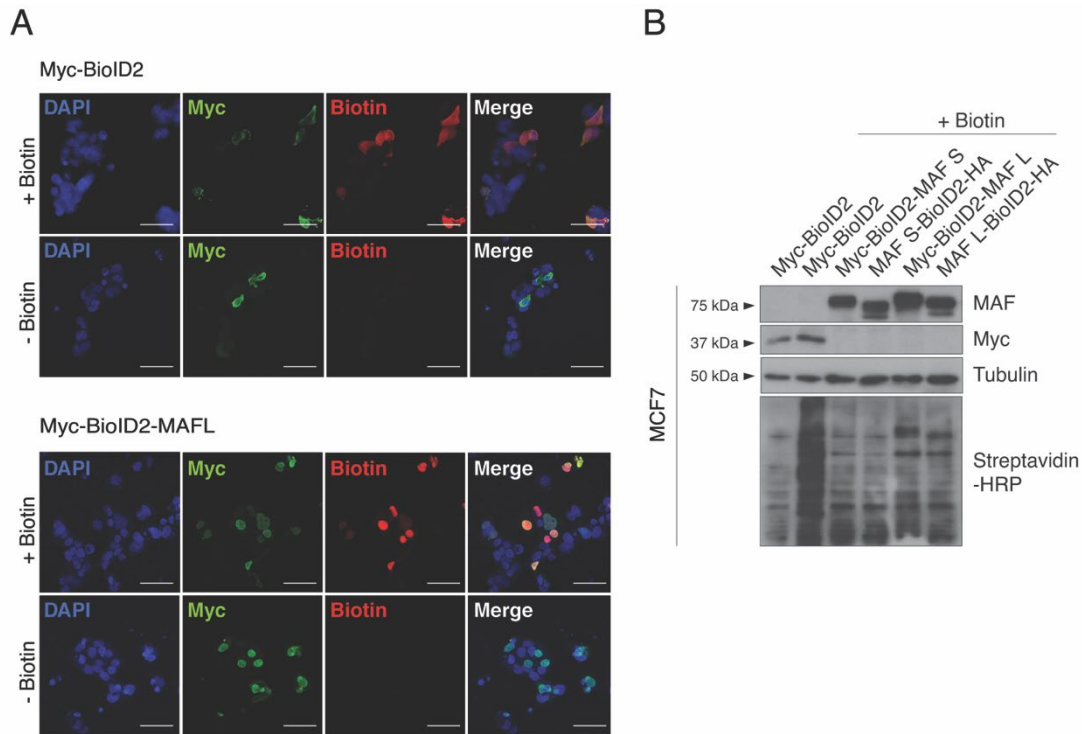 A
Myc-BioID2
+ Biotin
DAPI Myc Biotin Merge
- Biotin
DAPI Myc Biotin Merge
Myc-BioID2-MAFL
+ Biotin
DAPI Myc Biotin Merge
- Biotin
DAPI Myc Biotin Merge
B
+ Biotin
Myc-BioID2
Myc-BioID2
Myc-BioID2-MAF S
MAF S-BioID2-HA
Myc-BioID2-MAF L
MAF L-BioID2-HA
MCF7
75 kDa ► MAF
37 kDa ► Myc
50 kDa ► Tubulin
Streptavidin
-HRP